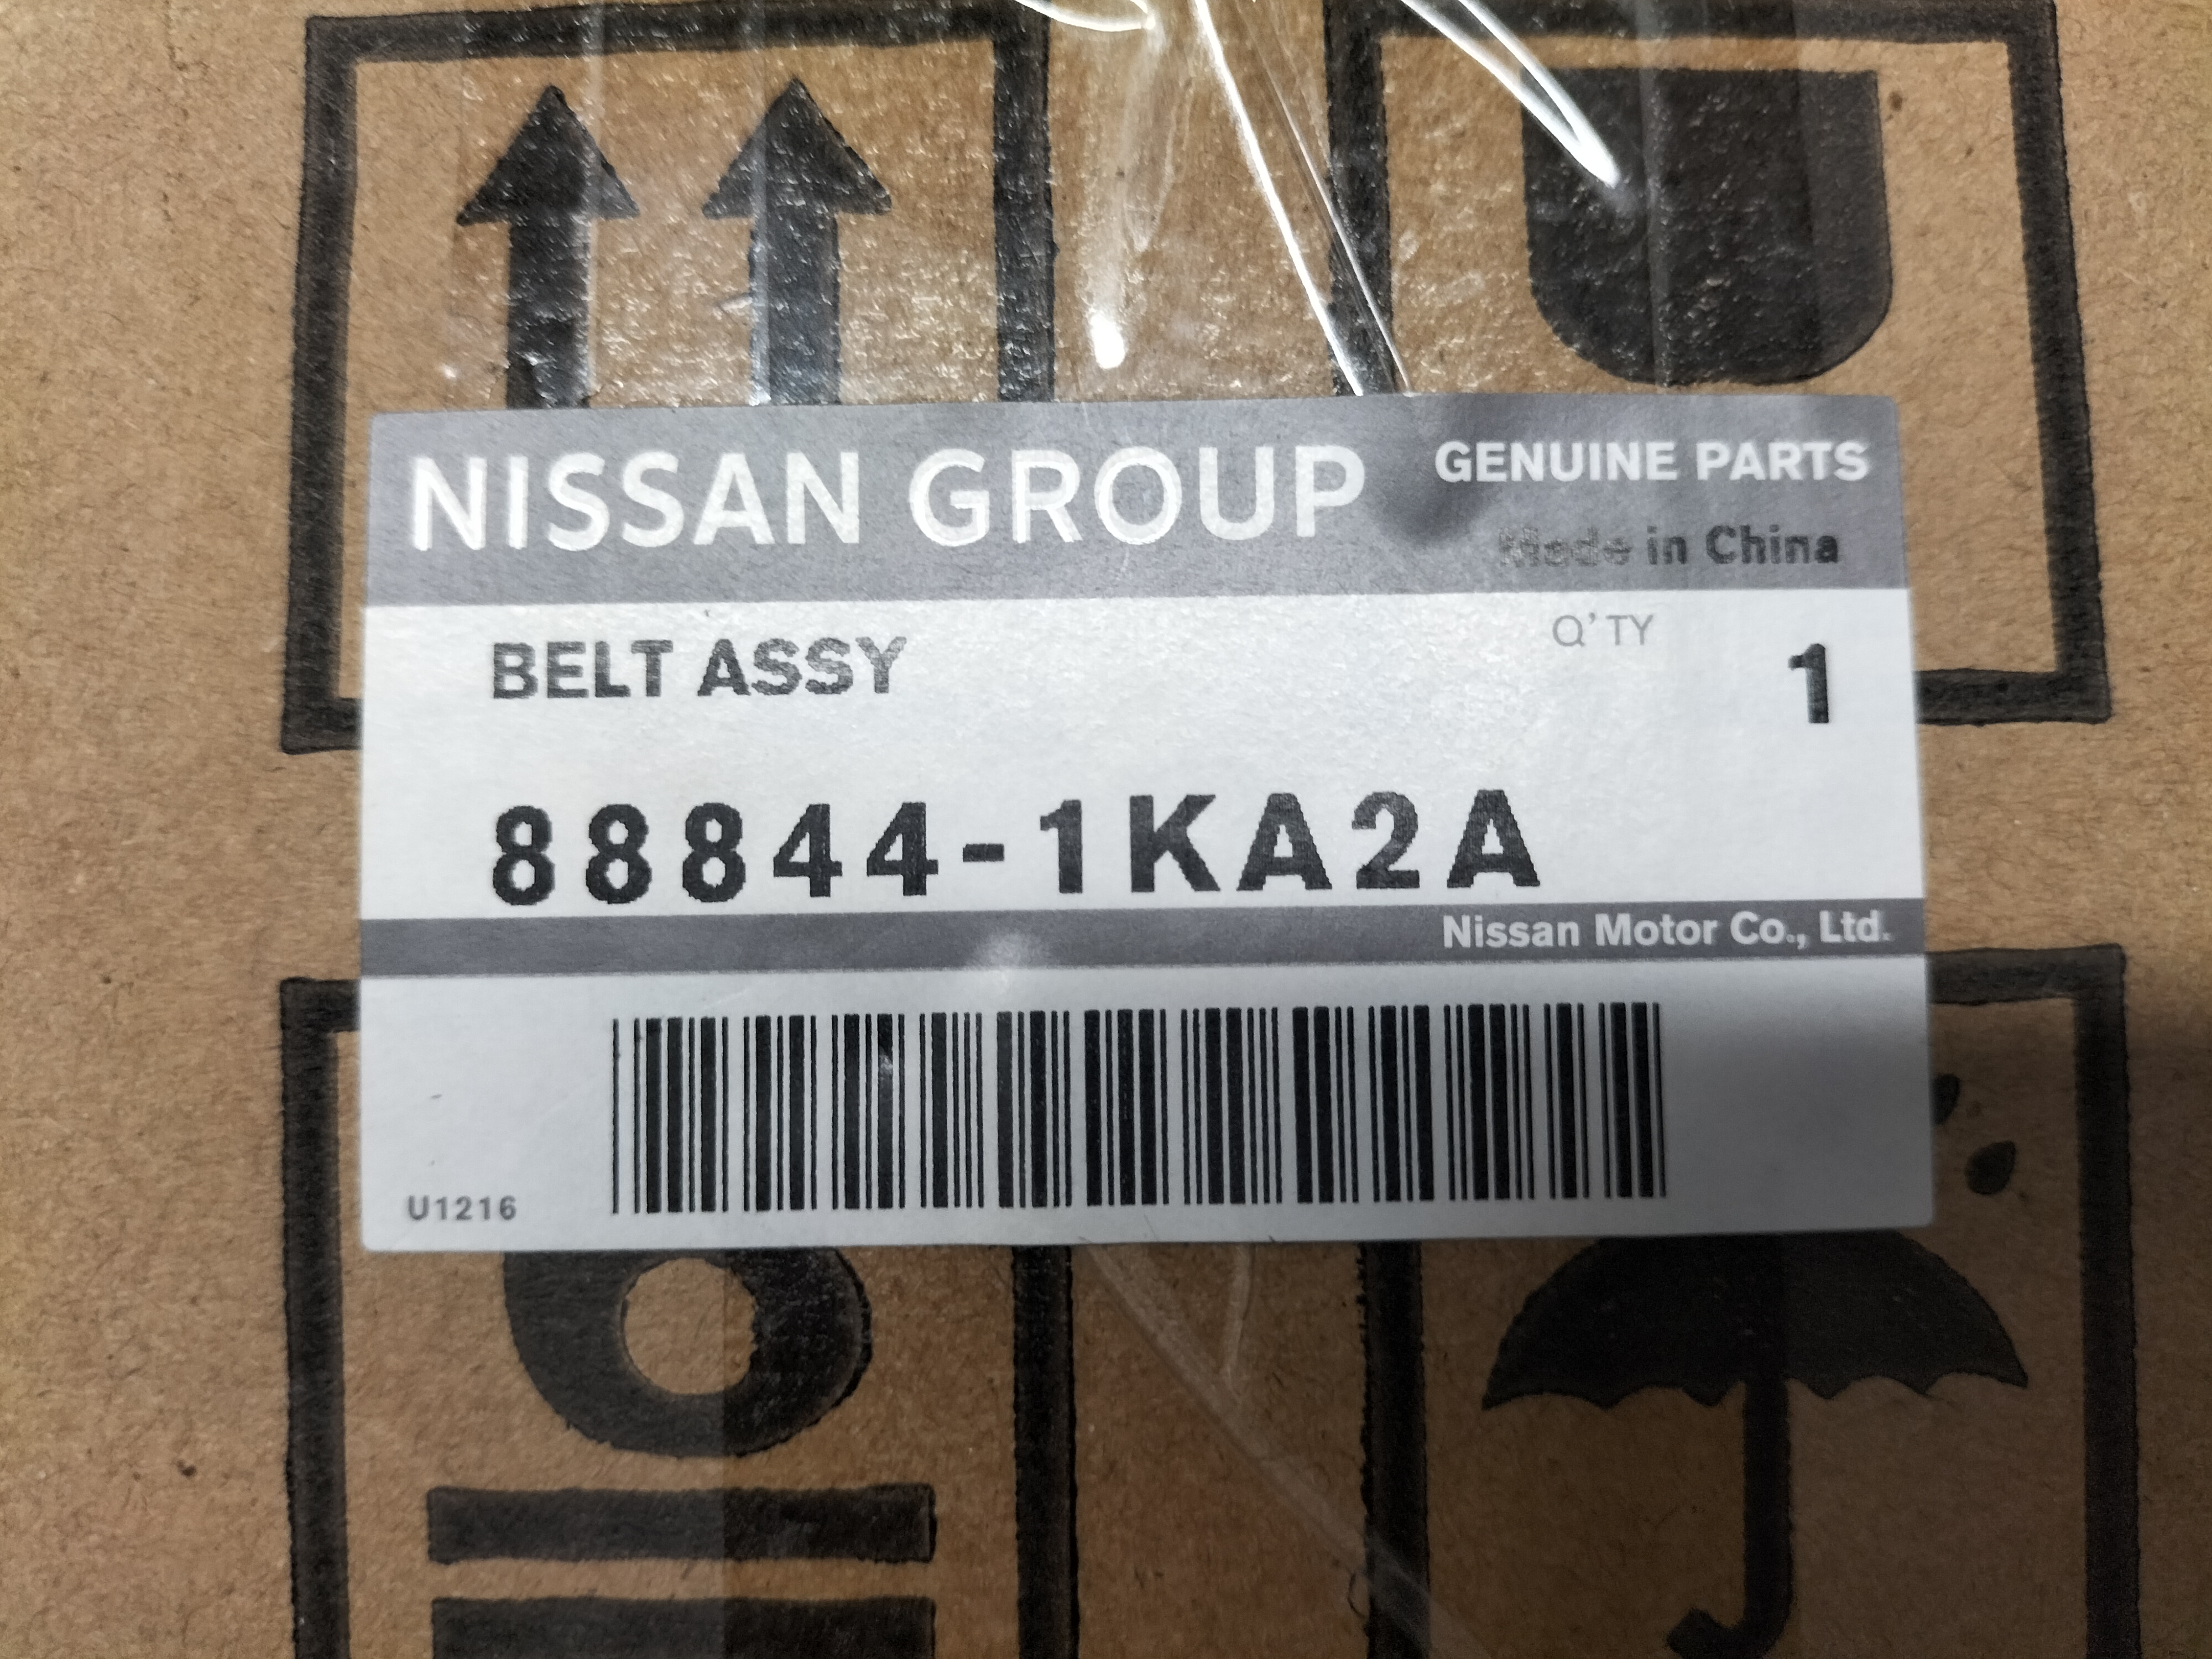 NISSAN GROUP GENUINE PARTS
Made in China
BELT ASSY Q'TY 1
88844-1KA2A
Nissan Motor Co., Ltd.
U1216